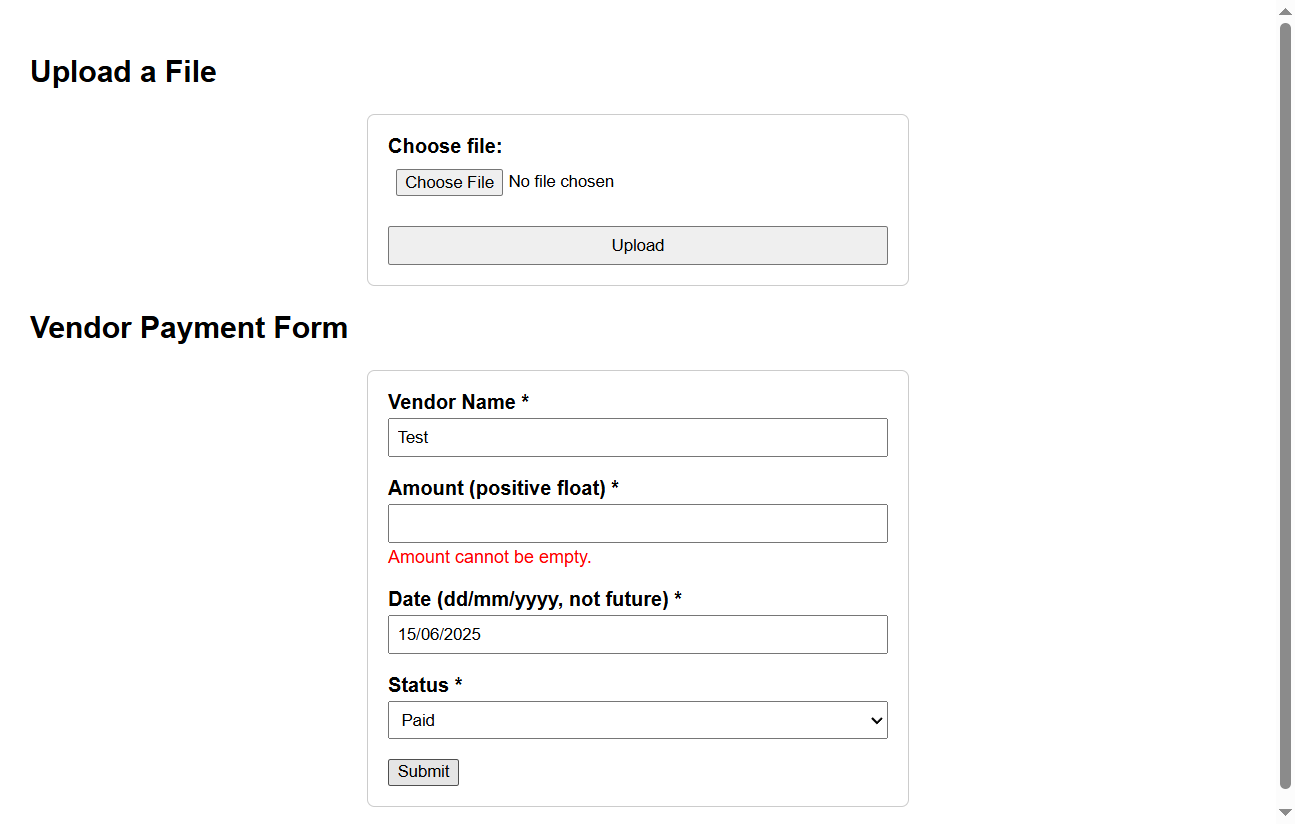 Upload a File
Choose file:
Choose File No file chosen
Upload
Vendor Payment Form
Vendor Name *
Test
Amount (positive float) *
Amount cannot be empty.
Date (dd/mm/yyyy, not future) *
15/06/2025
Status *
Paid
Submit